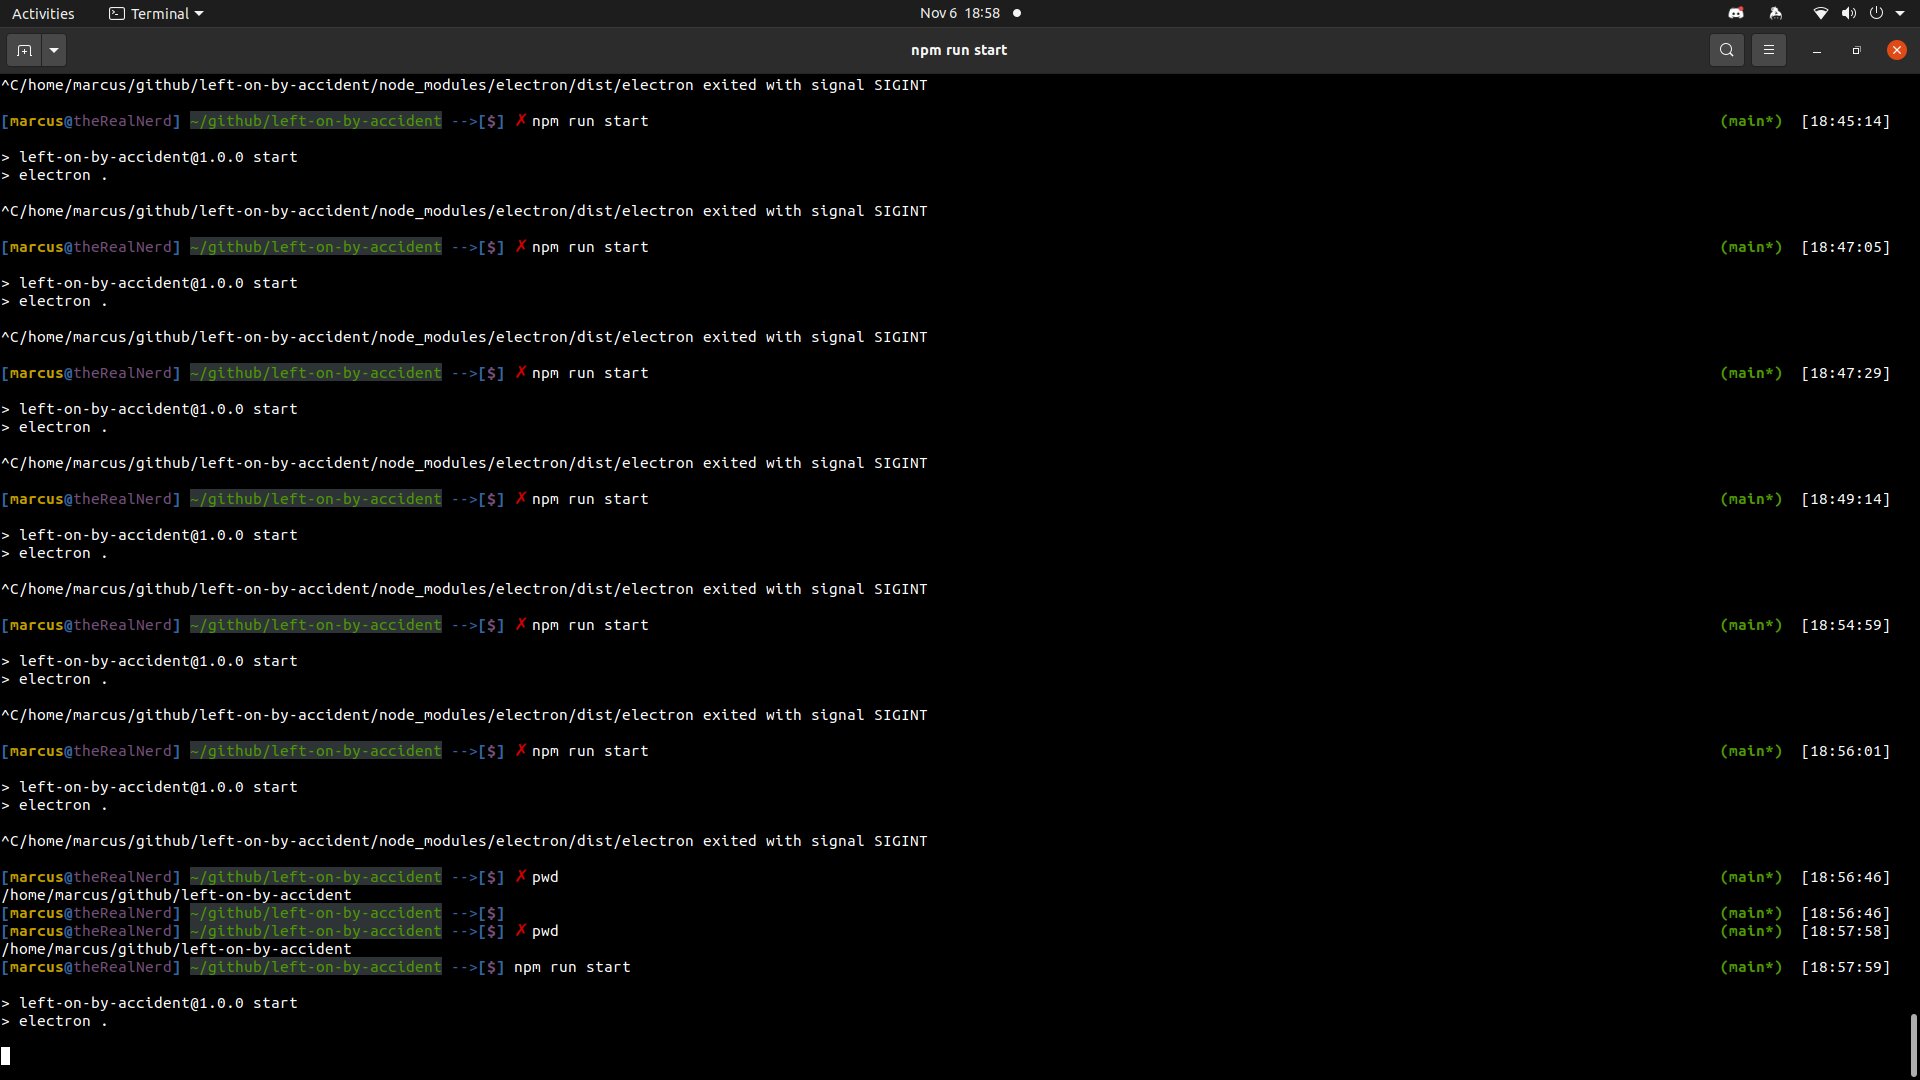 Activities Terminal Nov 6 18:58
npm run start
^C/home/marcus/github/left-on-by-accident/node_modules/electron/dist/electron exited with signal SIGINT
[marcus@theRealNerd] ~/github/left-on-by-accident -->[$] ✗ npm run start (main*) [18:45:14]
> left-on-by-accident@1.0.0 start
> electron .
^C/home/marcus/github/left-on-by-accident/node_modules/electron/dist/electron exited with signal SIGINT
[marcus@theRealNerd] ~/github/left-on-by-accident -->[$] ✗ npm run start (main*) [18:47:05]
> left-on-by-accident@1.0.0 start
> electron .
^C/home/marcus/github/left-on-by-accident/node_modules/electron/dist/electron exited with signal SIGINT
[marcus@theRealNerd] ~/github/left-on-by-accident -->[$] ✗ npm run start (main*) [18:47:29]
> left-on-by-accident@1.0.0 start
> electron .
^C/home/marcus/github/left-on-by-accident/node_modules/electron/dist/electron exited with signal SIGINT
[marcus@theRealNerd] ~/github/left-on-by-accident -->[$] ✗ npm run start (main*) [18:49:14]
> left-on-by-accident@1.0.0 start
> electron .
^C/home/marcus/github/left-on-by-accident/node_modules/electron/dist/electron exited with signal SIGINT
[marcus@theRealNerd] ~/github/left-on-by-accident -->[$] ✗ npm run start (main*) [18:54:59]
> left-on-by-accident@1.0.0 start
> electron .
^C/home/marcus/github/left-on-by-accident/node_modules/electron/dist/electron exited with signal SIGINT
[marcus@theRealNerd] ~/github/left-on-by-accident -->[$] ✗ npm run start (main*) [18:56:01]
> left-on-by-accident@1.0.0 start
> electron .
^C/home/marcus/github/left-on-by-accident/node_modules/electron/dist/electron exited with signal SIGINT
[marcus@theRealNerd] ~/github/left-on-by-accident -->[$] ✗ pwd (main*) [18:56:46]
/home/marcus/github/left-on-by-accident
[marcus@theRealNerd] ~/github/left-on-by-accident -->[$] (main*) [18:56:46]
[marcus@theRealNerd] ~/github/left-on-by-accident -->[$] ✗ pwd (main*) [18:57:58]
/home/marcus/github/left-on-by-accident
[marcus@theRealNerd] ~/github/left-on-by-accident -->[$] npm run start (main*) [18:57:59]
> left-on-by-accident@1.0.0 start
> electron .